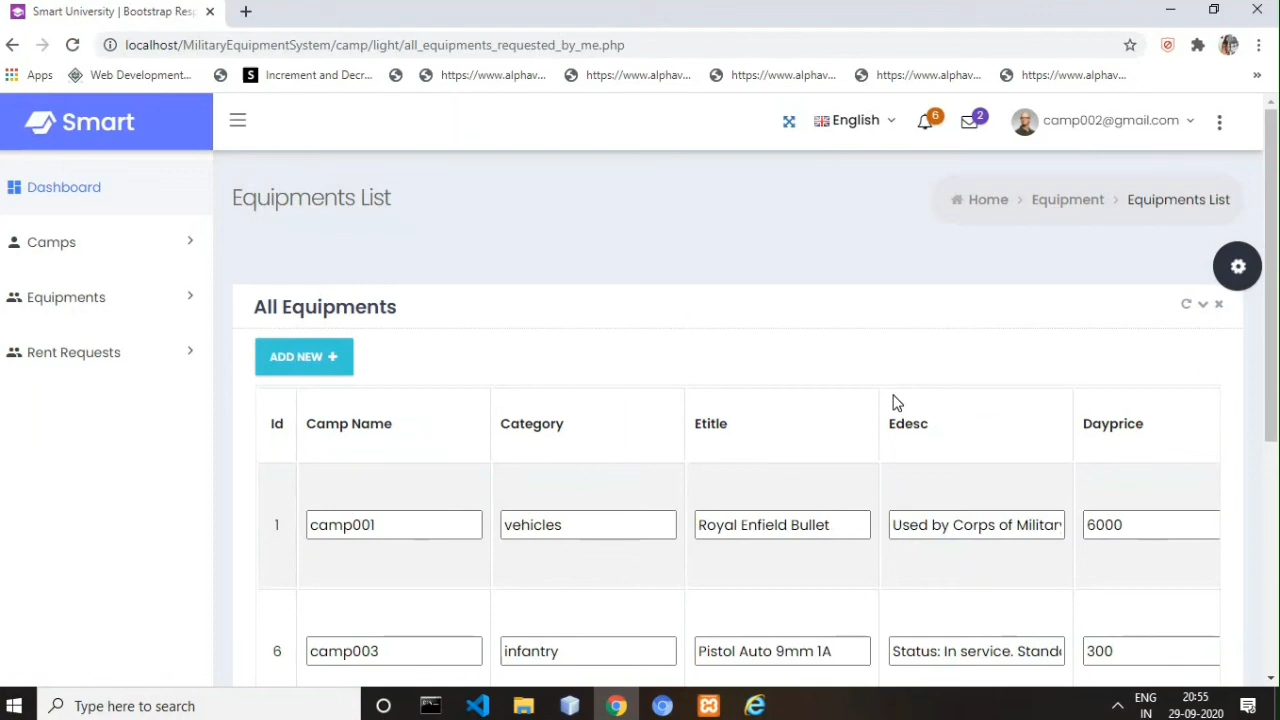 Smart University | Bootstrap Res
localhost/MilitaryEquipmentSystem/camp/light/all_equipments_requested_by_me.php
Apps
Web Development...
S
Increment and Decr...
https://www.alphav...
https://www.alphav...
https://www.alphav...
https://www.alphav...
https://www.alphav...
»
Smart
English
6
2
camp002@gmail.com
Dashboard
Equipments List
Home > Equipment > Equipments List
Camps
Equipments
Rent Requests
All Equipments
ADD NEW +
Id Camp Name Category Etitle Edesc Dayprice
1 camp001 vehicles Royal Enfield Bullet Used by Corps of Militar 6000
6 camp003 infantry Pistol Auto 9mm 1A Status: In service. Stand 300
Type here to search
ENG
IN
20:55
29-09-2020